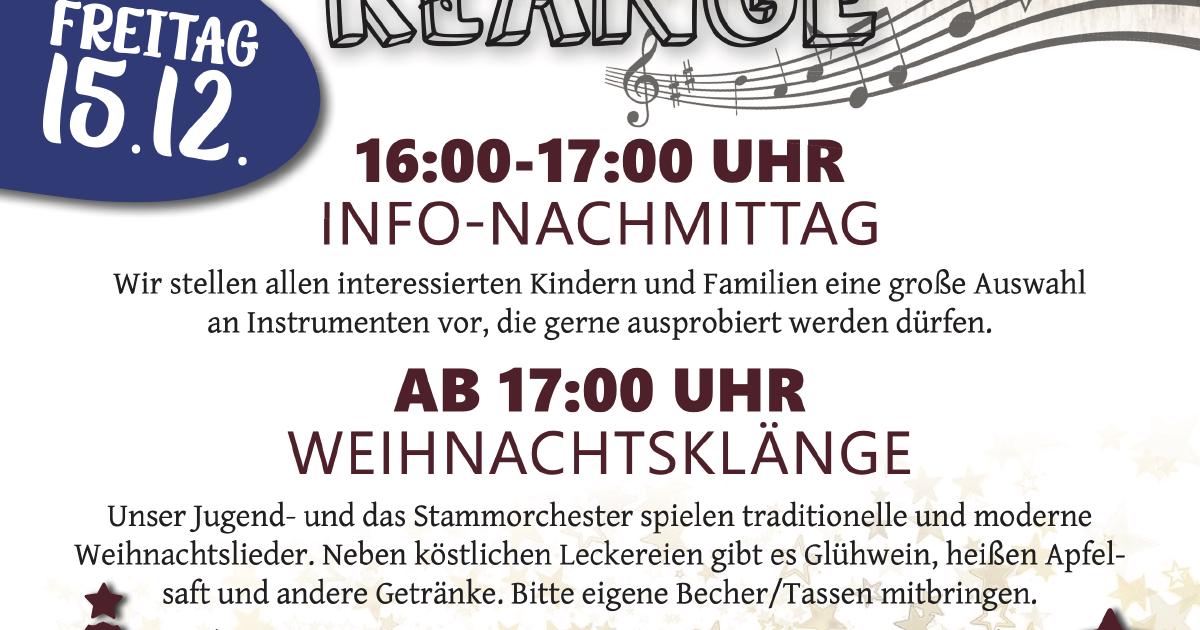 FREITAG
15.12.
KLÄNGE
16:00-17:00 UHR
INFO-NACHMITTAG
Wir stellen allen interessierten Kindern und Familien eine große Auswahl
an Instrumenten vor, die gerne ausprobiert werden dürfen.
AB 17:00 UHR
WEIHNACHTSKLÄNGE
Unser Jugend- und das Stammorchester spielen traditionelle und moderne
Weihnachtslieder. Neben köstlichen Leckereien gibt es Glühwein, heißen Apfel-
saft und andere Getränke. Bitte eigene Becher/Tassen mitbringen.